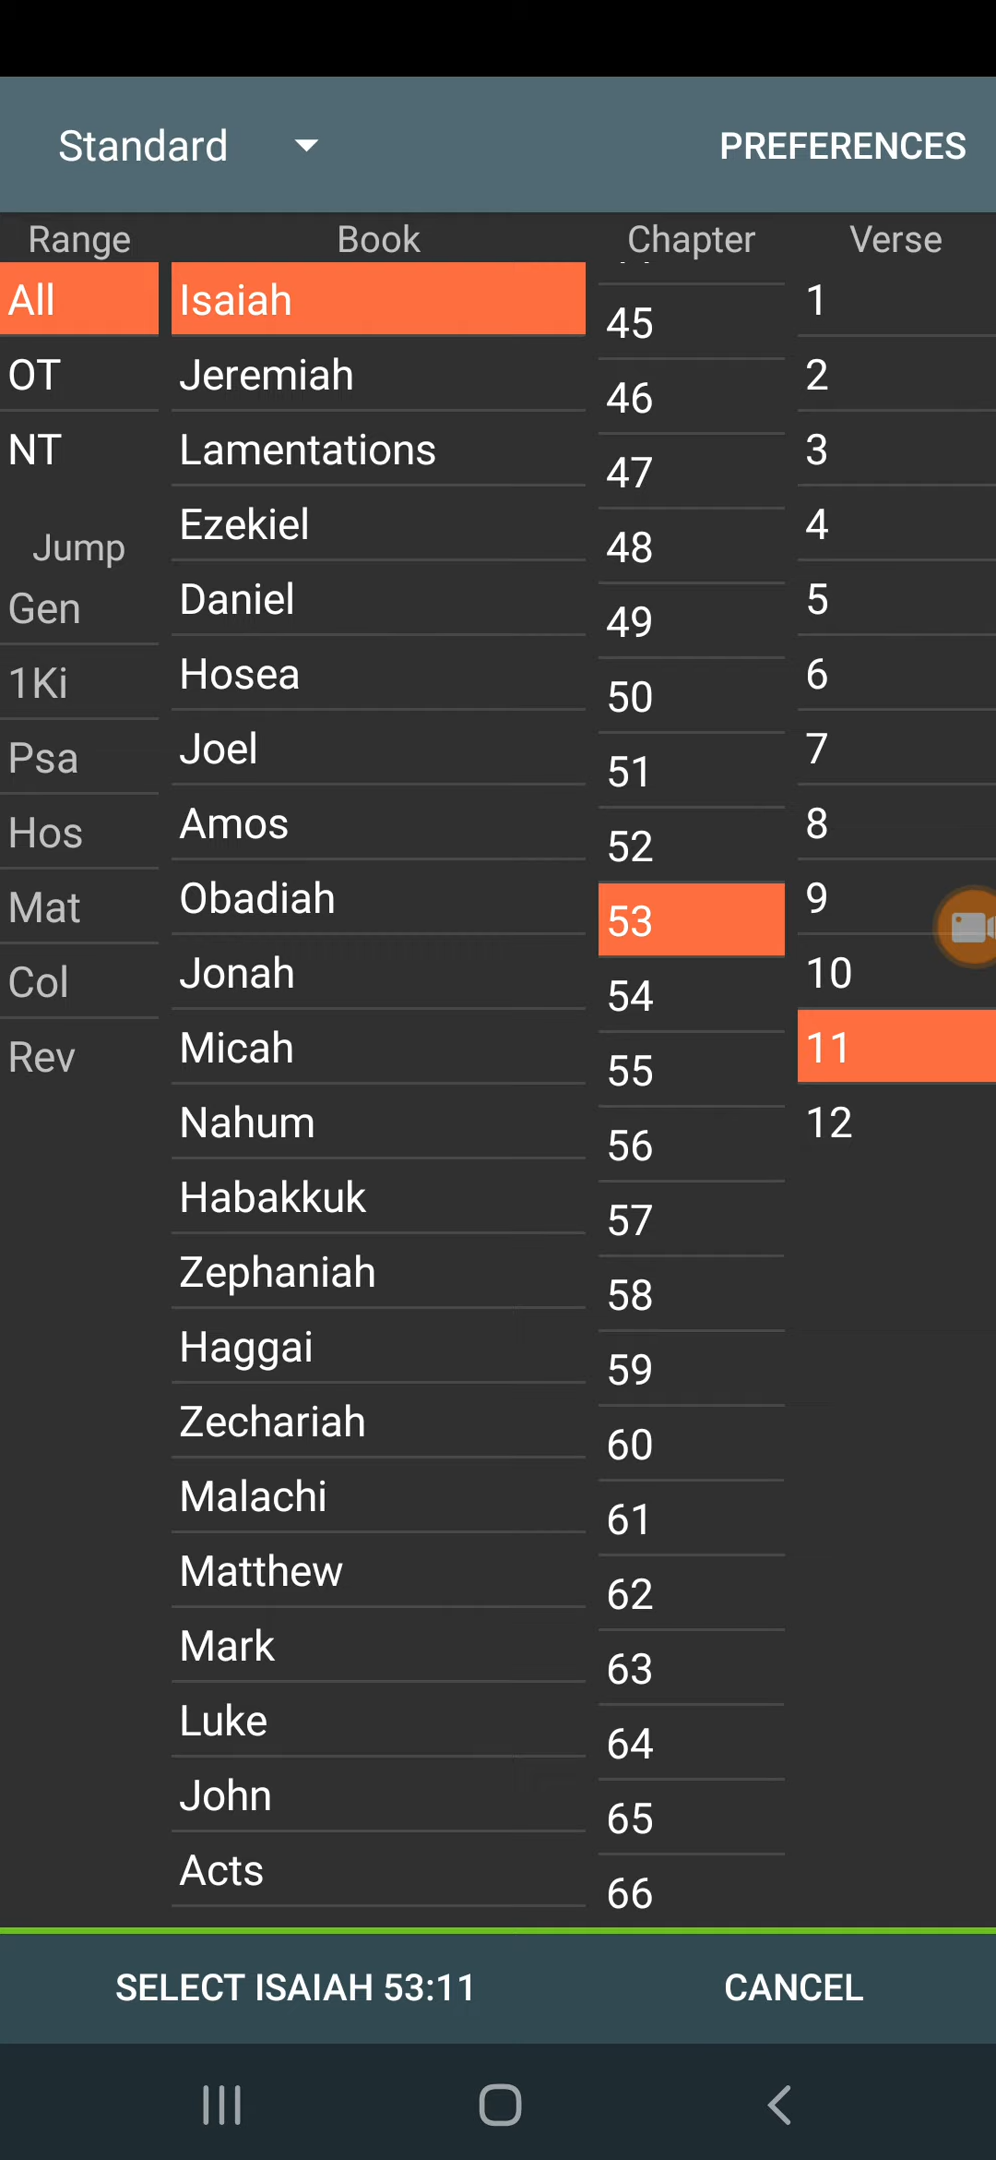 Standard
PREFERENCES
Range
Book
Chapter
Verse
All
OT
NT
Jump
Gen
1Ki
Psa
Hos
Mat
Col
Rev
Isaiah
Jeremiah
Lamentations
Ezekiel
Daniel
Hosea
Joel
Amos
Obadiah
Jonah
Micah
Nahum
Habakkuk
Zephaniah
Haggai
Zechariah
Malachi
Matthew
Mark
Luke
John
Acts
45
46
47
48
49
50
51
52
53
54
55
56
57
58
59
60
61
62
63
64
65
66
1
2
3
4
5
6
7
8
9
10
11
12
SELECT ISAIAH 53:11
CANCEL